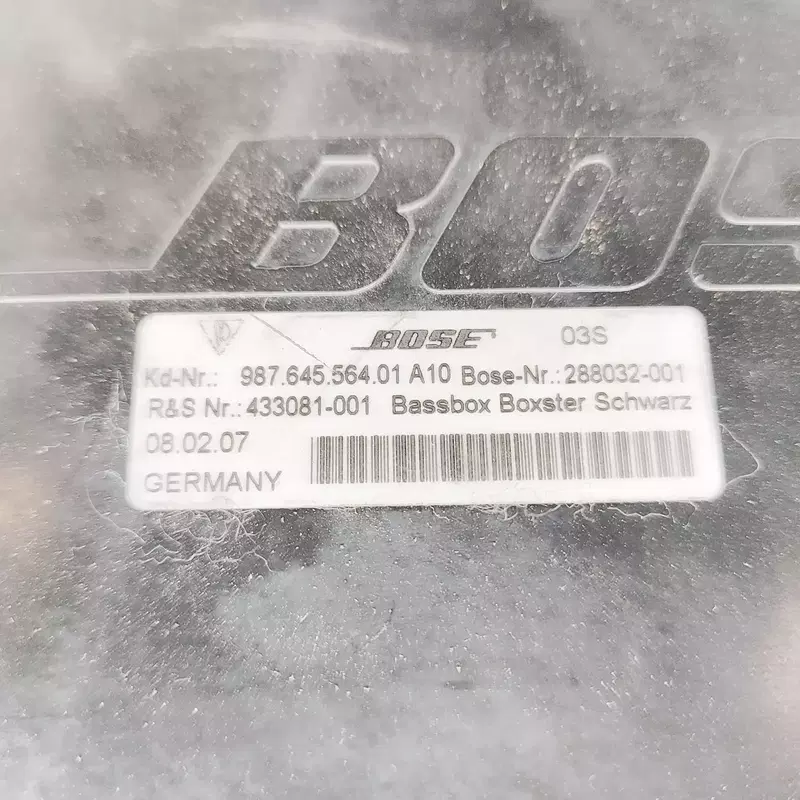 BOS
BOSE 03S
Kd-Nr.: 987.645.564.01 A10 Bose-Nr.:288032-001
R&S Nr.:433081-001 Bassbox Boxster Schwarz
08.02.07
GERMANY